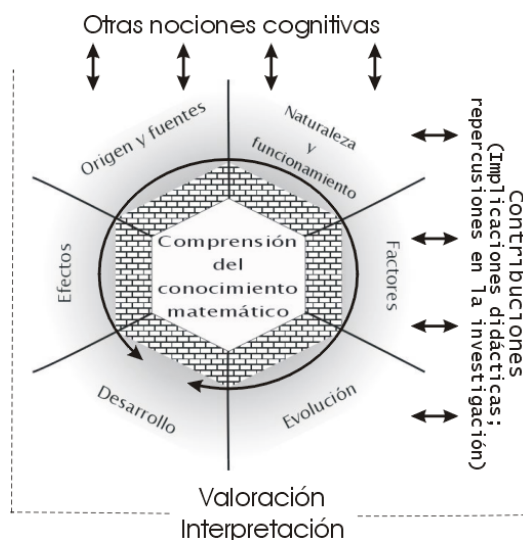 Otras nociones cognitivas
Origen y fuentes
Naturaleza
y
funcionamiento
Efectos
Comprensión
del
conocimiento
matemático
Factores
Desarrollo
Evolución
Contribuciones
(Implicaciones didácticas;
repercusiones en la investigación)
Valoración
Interpretación